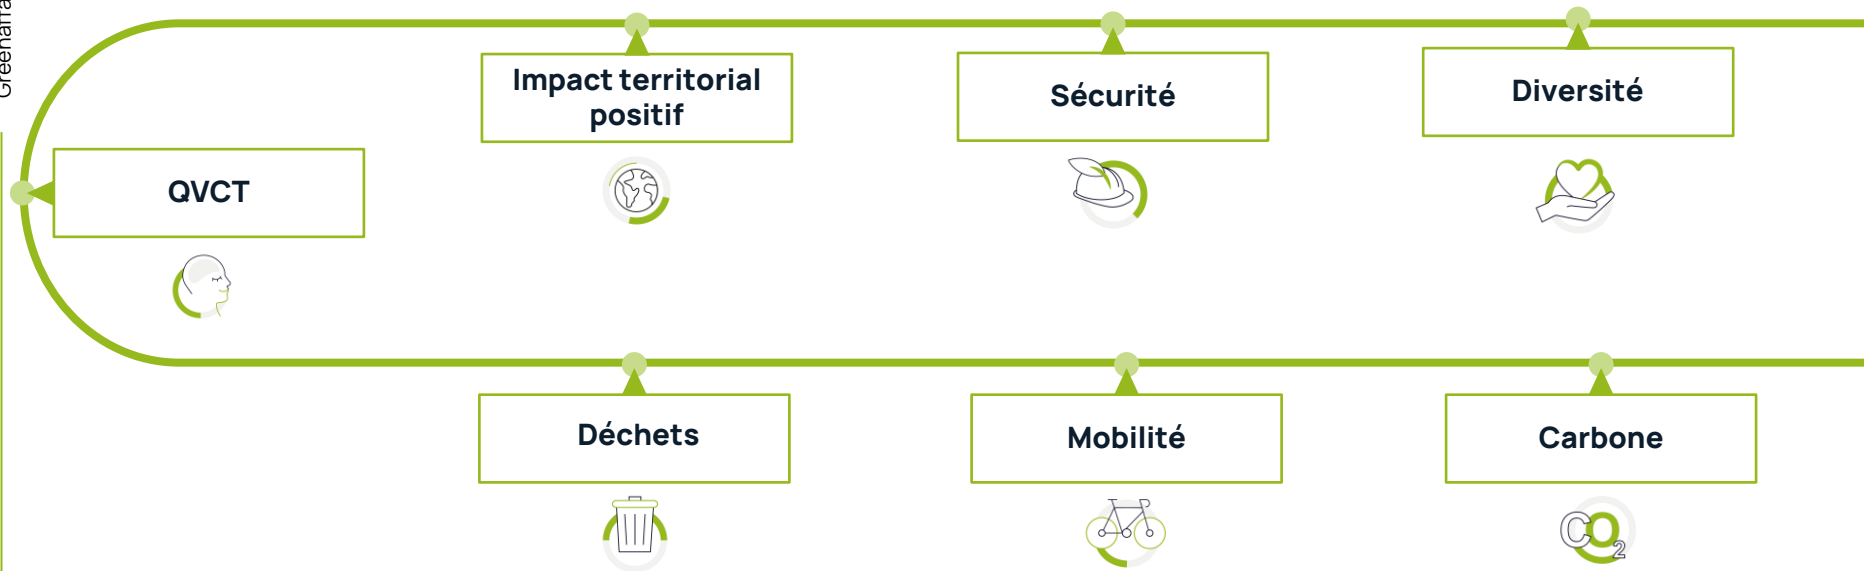 Impact territorial
positif
Sécurité
Diversité
QVCT
Déchets
Mobilité
Carbone
CO2